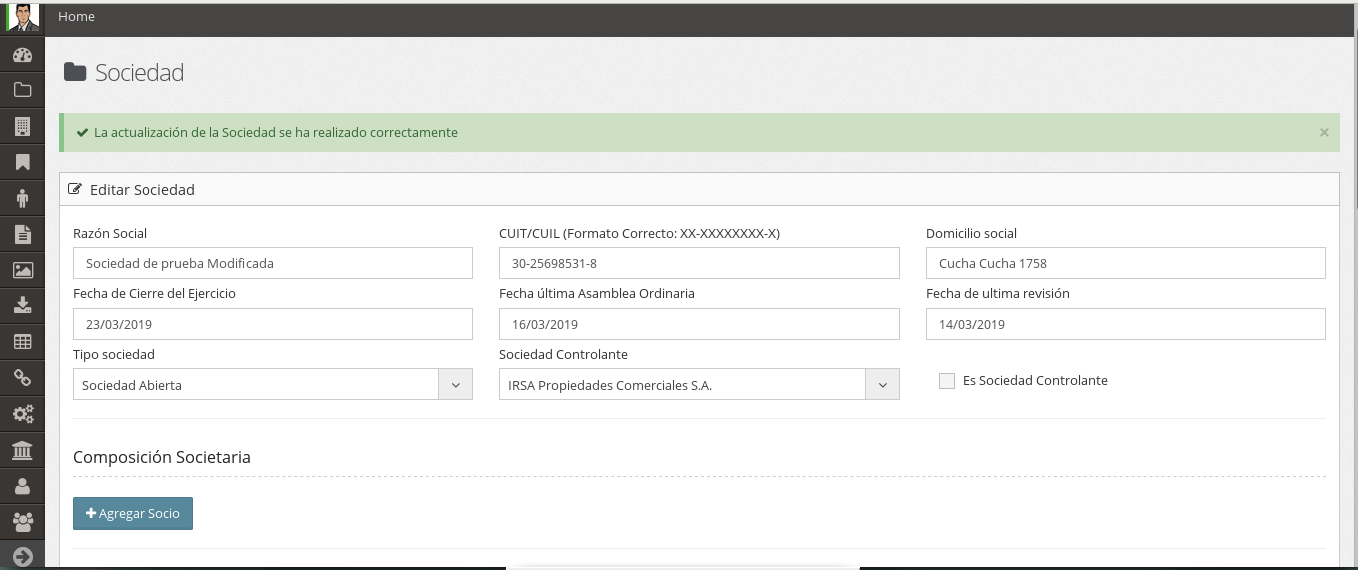 Home
Sociedad
La actualización de la Sociedad se ha realizado correctamente
×
Editar Sociedad
Razón Social
CUIT/CUIL (Formato Correcto: XX-XXXXXXXX-X)
Domicilio social
Sociedad de prueba Modificada
30-25698531-8
Cucha Cucha 1758
Fecha de Cierre del Ejercicio
Fecha última Asamblea Ordinaria
Fecha de ultima revisión
23/03/2019
16/03/2019
14/03/2019
Tipo sociedad
Sociedad Controlante
Sociedad Abierta
IRSA Propiedades Comerciales S.A.
Es Sociedad Controlante
Composición Societaria
Agregar Socio